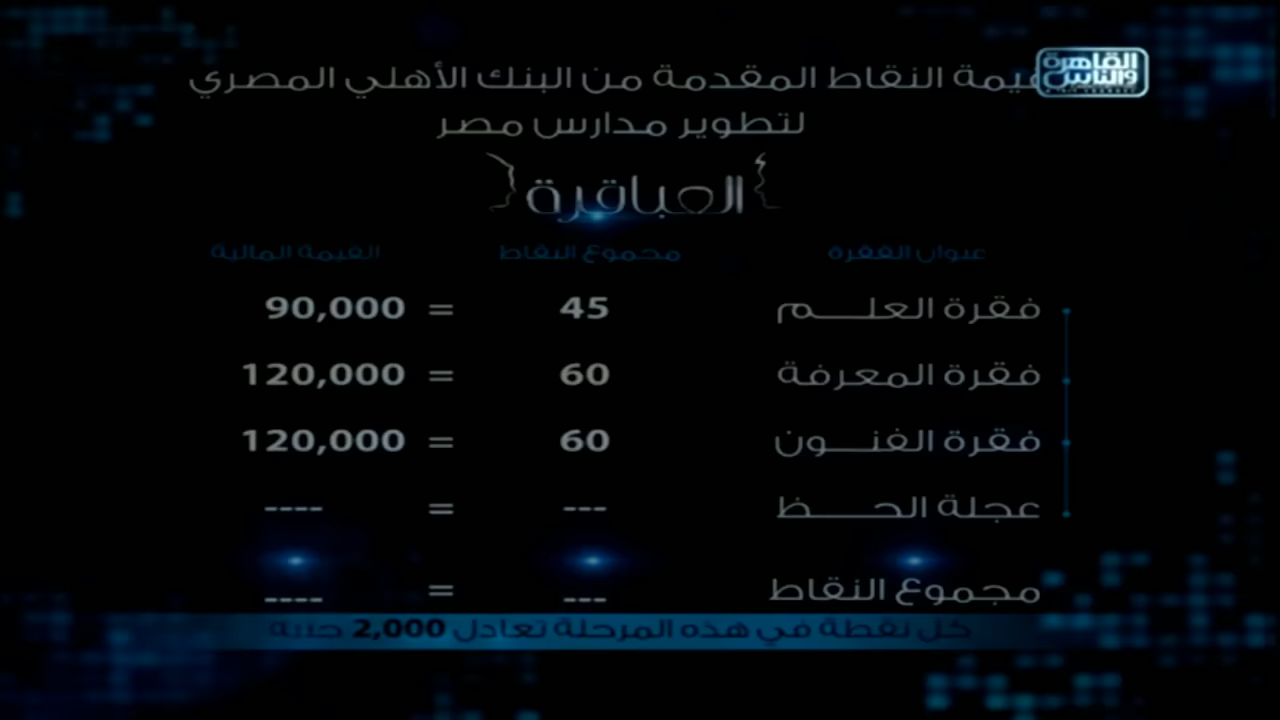 القاهرة
والناس
قيمة النقاط المقدمة من البنك الأهلي المصري
لتطوير مدارس مصر
العباقرة
عنوان الفقرة مجموع النقاط القيمة المالية
فقرة العلـــم 45 = 90,000
فقرة المعرفة 60 = 120,000
فقرة الفنـــون 60 = 120,000
عجلة الحـــظ --- = ----
مجموع النقاط --- = ----
كل نقطة في هذه المرحلة تعادل 2,000 جنية